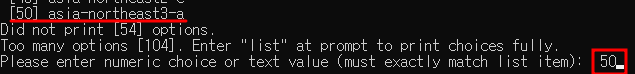 [50] asia-northeast3-a
Did not print [54] options.
Too many options [104]. Enter "list" at prompt to print choices fully.
Please enter numeric choice or text value (must exactly match list item): 50